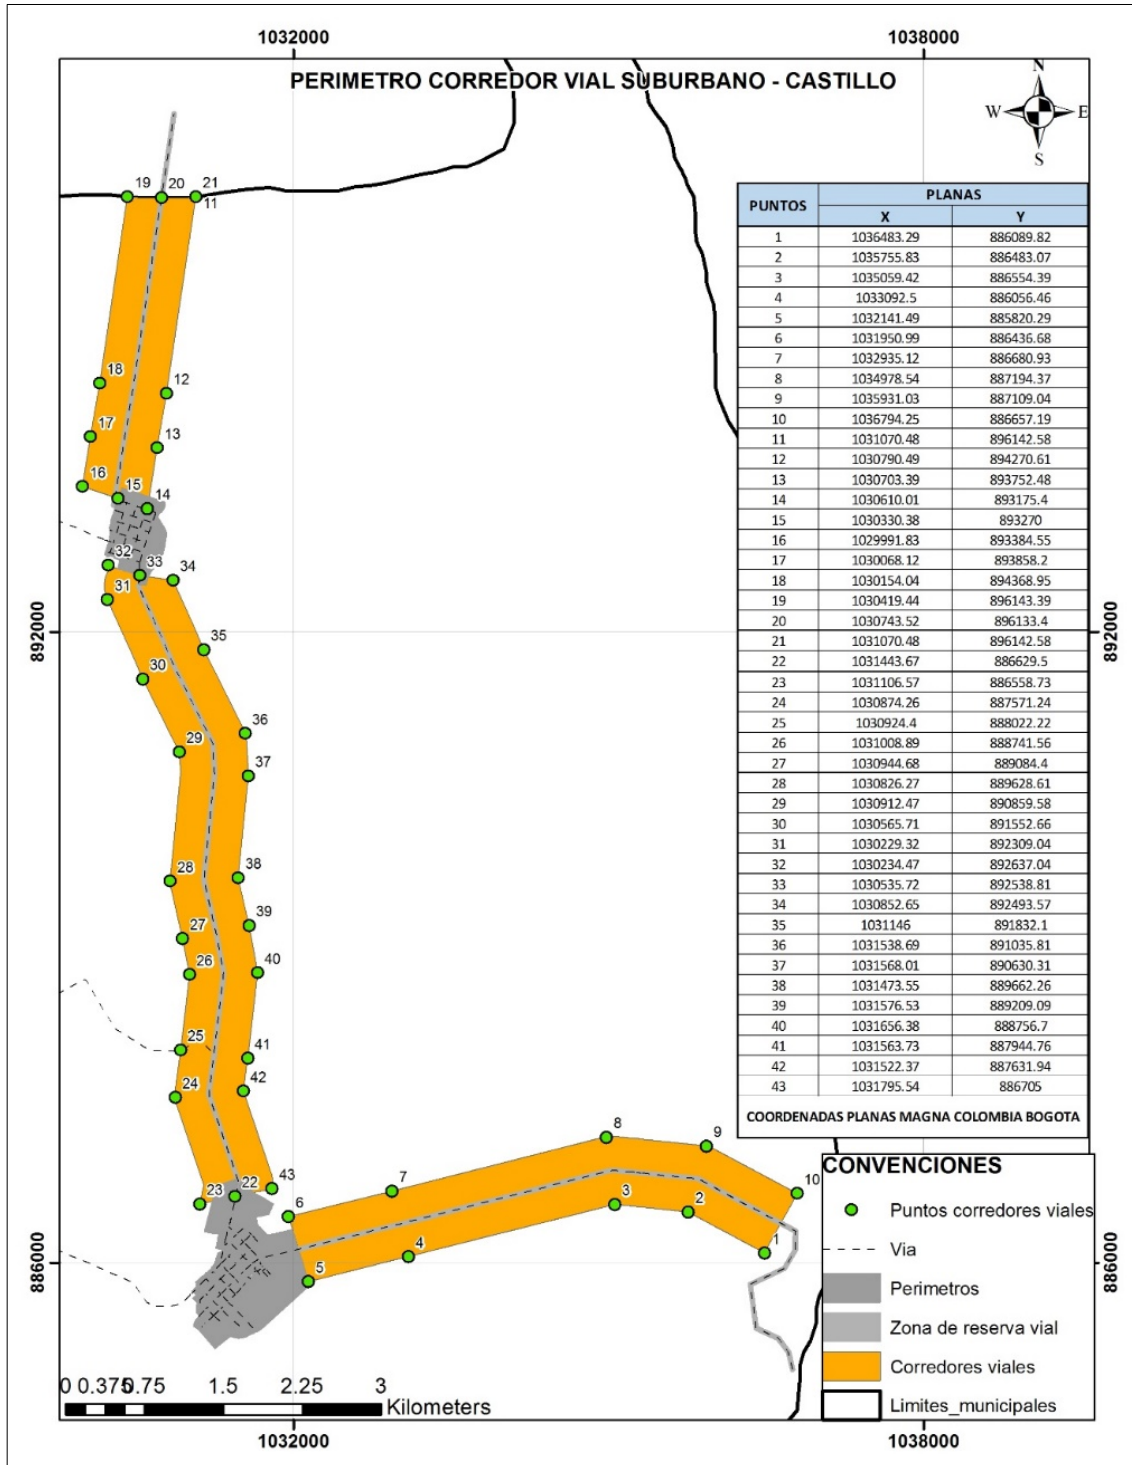 1032000 1038000
PERIMETRO CORREDOR VIAL SUBURBANO - CASTILLO
N
W E
S
19 20 21
11
18 12
17 13
16 15 14
32 33 34
31
35
30
36
29
37
28 38
39
27
26 40
25 41
24 42
43
23 22
6 7 8 9
10
3 2
1
4
5
892000 892000
886000 886000
PUNTOS PLANAS
X Y
1 1036483.29 886089.82
2 1035755.83 886483.07
3 1035059.42 886554.39
4 1033092.5 886056.46
5 1032141.49 885820.29
6 1031950.99 886436.68
7 1032935.12 886680.93
8 1034978.54 887194.37
9 1035931.03 887109.04
10 1036794.25 886657.19
11 1031070.48 896142.58
12 1030790.49 894270.61
13 1030703.39 893752.48
14 1030610.01 893175.4
15 1030330.38 893270
16 1029991.83 893384.55
17 1030068.12 893858.2
18 1030154.04 894368.95
19 1030419.44 896143.39
20 1030743.52 896133.4
21 1031070.48 896142.58
22 1031443.67 886629.5
23 1031106.57 886558.73
24 1030874.26 887571.24
25 1030924.4 888022.22
26 1031008.89 888741.56
27 1030944.68 889084.4
28 1030826.27 889628.61
29 1030912.47 890859.58
30 1030565.71 891552.66
31 1030229.32 892309.04
32 1030234.47 892637.04
33 1030535.72 892538.81
34 1030852.65 892493.57
35 1031146 891832.1
36 1031538.69 891035.81
37 1031568.01 890630.31
38 1031473.55 889662.26
39 1031576.53 889209.09
40 1031656.38 888756.7
41 1031563.73 887944.76
42 1031522.37 887631.94
43 1031795.54 886705
COORDENADAS PLANAS MAGNA COLOMBIA BOGOTA
CONVENCIONES
Puntos corredores viales
Via
Perimetros
Zona de reserva vial
Corredores viales
Limites_municipales
0 0.375 0.75 1.5 2.25 3
Kilometers
1032000 1038000